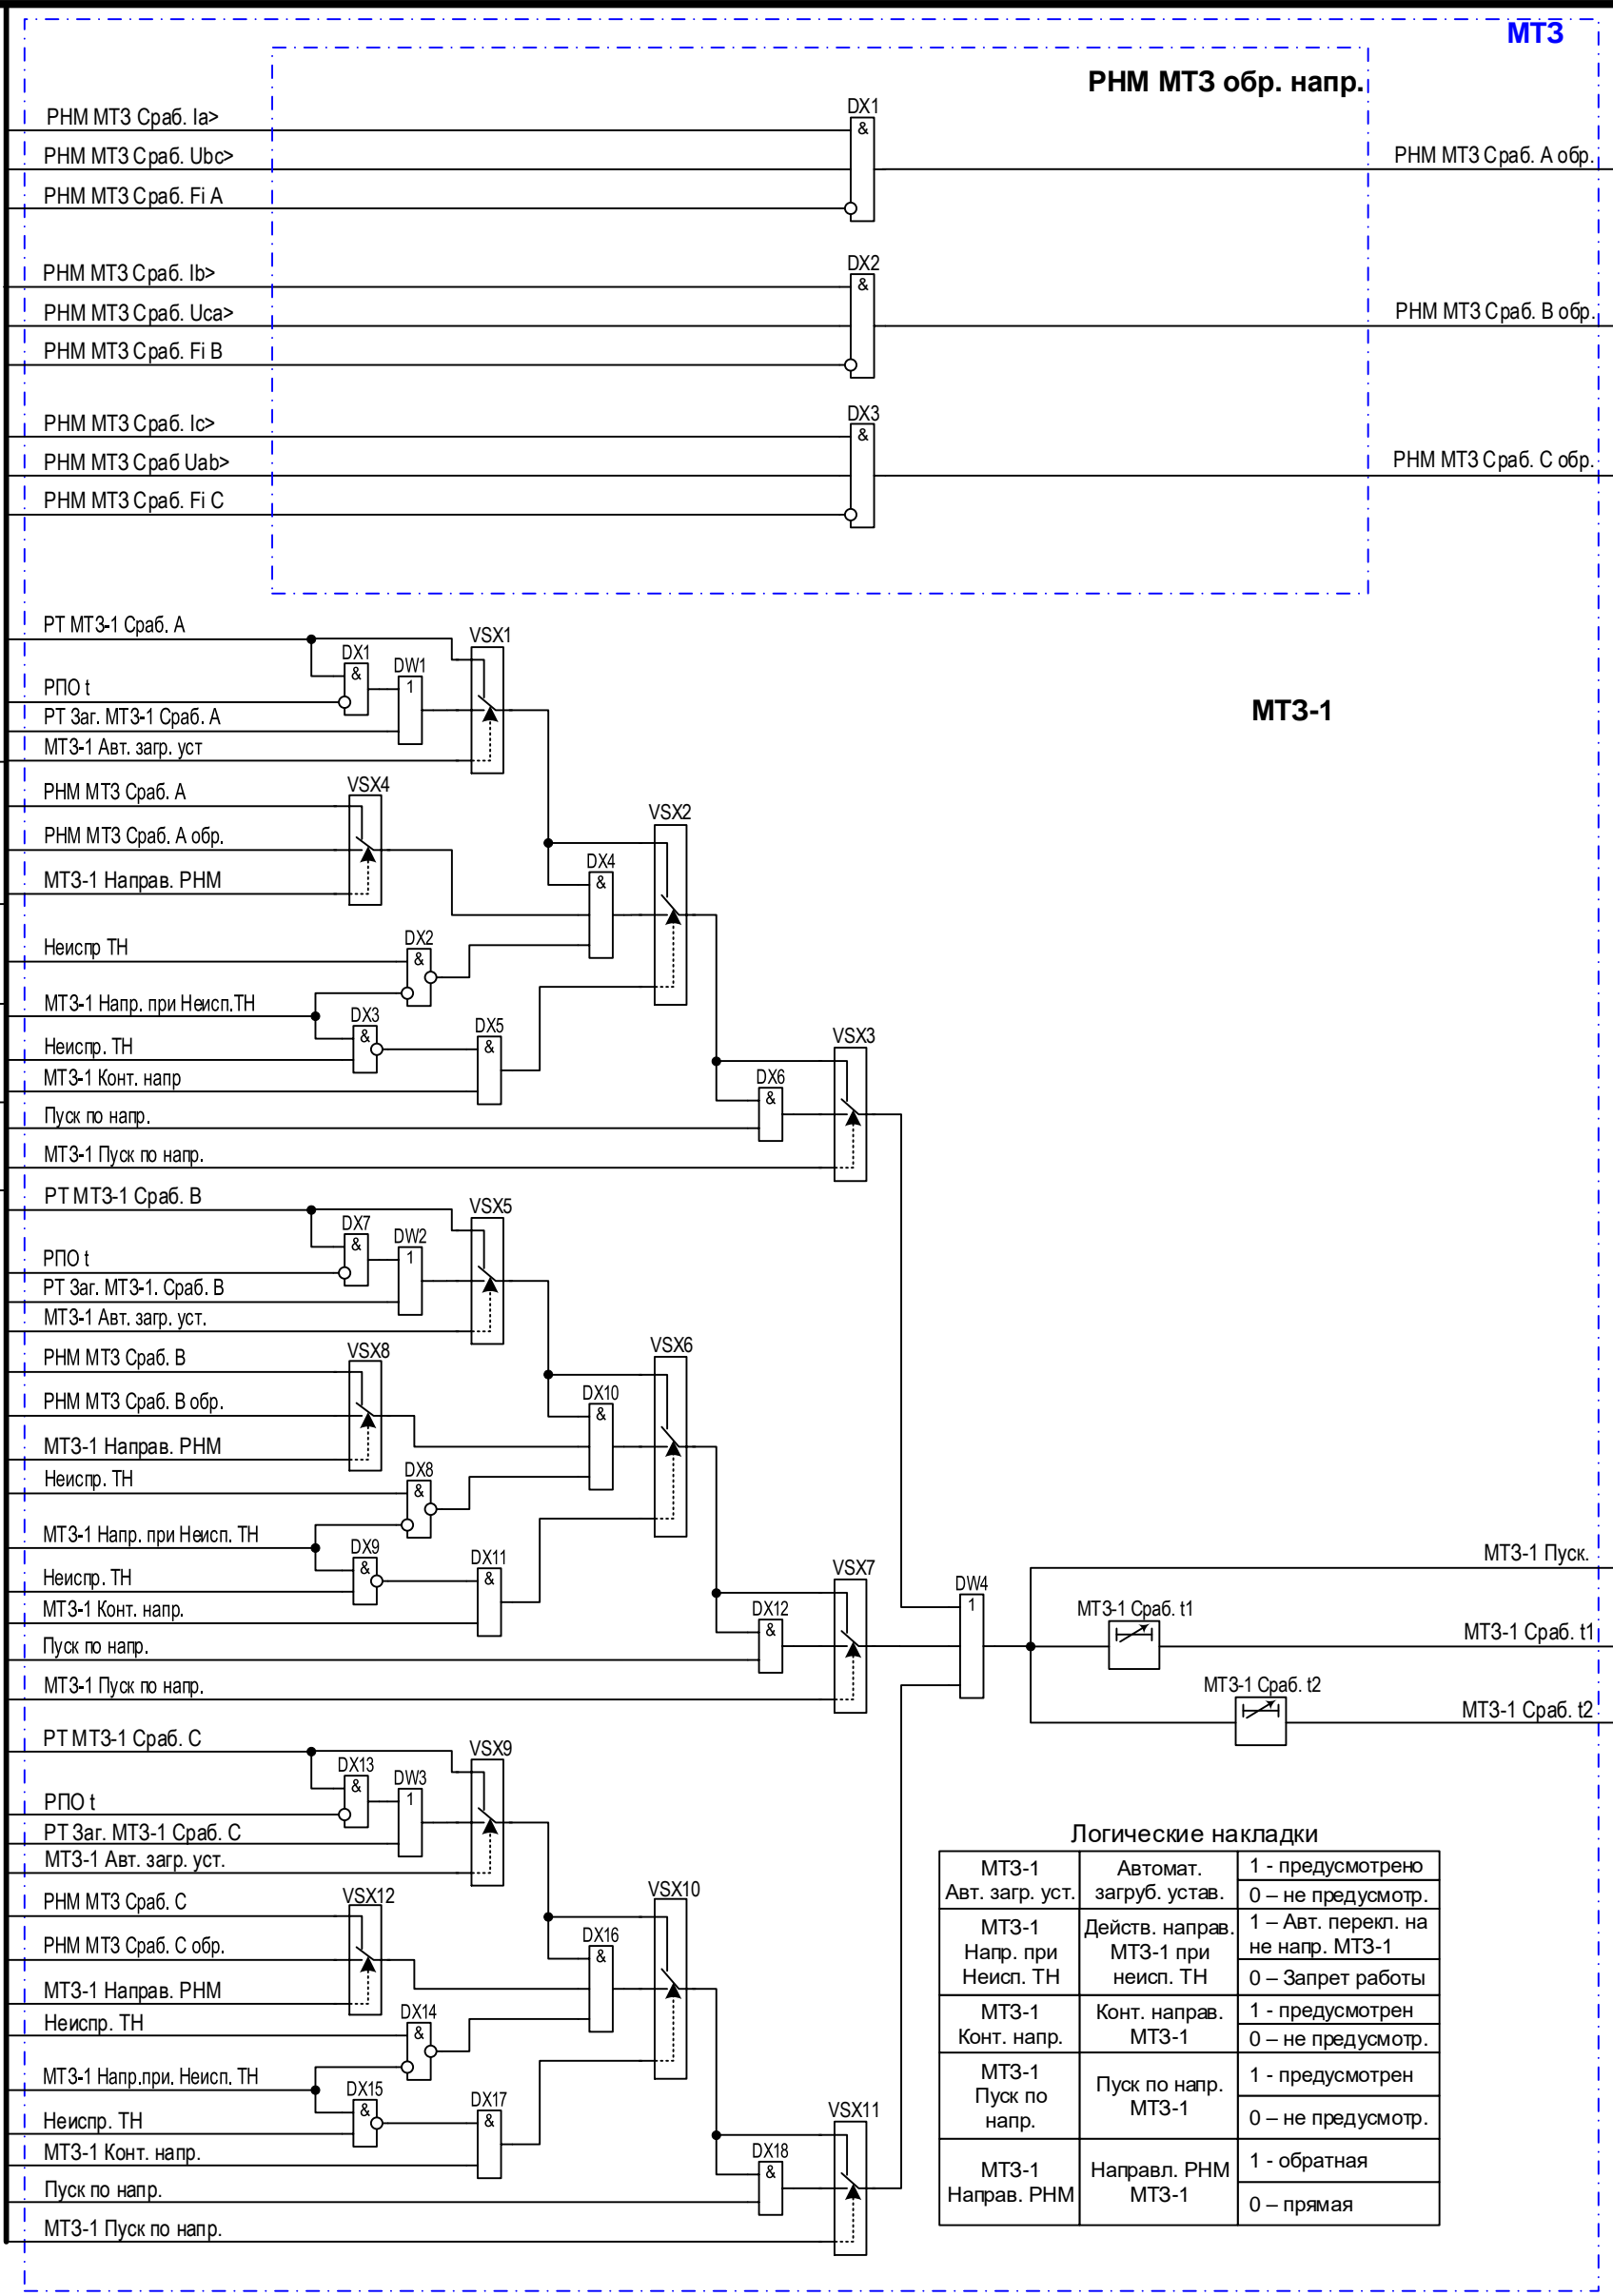 МТЗ
РНМ МТЗ обр. напр.
DX1
&
РНМ МТЗ Сраб. Ia>
РНМ МТЗ Сраб. Ubc>
РНМ МТЗ Сраб. А обр.
РНМ МТЗ Сраб. Fi A
DX2
&
РНМ МТЗ Сраб. Ib>
РНМ МТЗ Сраб. Uca>
РНМ МТЗ Сраб. В обр.
РНМ МТЗ Сраб. Fi B
DX3
&
РНМ МТЗ Сраб. Ic>
РНМ МТЗ Сраб Uab>
РНМ МТЗ Сраб. С обр.
РНМ МТЗ Сраб. Fi C
МТЗ-1
РТ МТЗ-1 Сраб. А
VSX1
DX1
&
DW1
1
РПО t
РТ Заг. МТЗ-1 Сраб. А
МТЗ-1 Авт. загр. уст
VSX4
РНМ МТЗ Сраб. А
VSX2
РНМ МТЗ Сраб. А обр.
DX4
&
МТЗ-1 Направ. РНМ
DX2
&
Неиспр ТН
МТЗ-1 Напр. при Неисп.ТН
DX3
&
DX5
&
VSX3
Неиспр. ТН
МТЗ-1 Конт. напр
DX6
&
Пуск по напр.
МТЗ-1 Пуск по напр.
РТ МТЗ-1 Сраб. В
VSX5
DX7
&
DW2
1
РПО t
РТ Заг. МТЗ-1. Сраб. В
МТЗ-1 Авт. загр. уст.
VSX8
VSX6
РНМ МТЗ Сраб. В
РНМ МТЗ Сраб. В обр.
DX10
&
МТЗ-1 Направ. РНМ
DX8
&
Неиспр. ТН
МТЗ-1 Напр. при Неисп. ТН
DX9
&
DX11
&
VSX7
Неиспр. ТН
МТЗ-1 Конт. напр.
DX12
&
Пуск по напр.
МТЗ-1 Пуск по напр.
DW4
1
МТЗ-1 Пуск.
МТЗ-1 Сраб. t1
МТЗ-1 Сраб. t1
МТЗ-1 Сраб. t2
МТЗ-1 Сраб. t2
РТ МТЗ-1 Сраб. С
VSX9
DX13
&
DW3
1
РПО t
РТ Заг. МТЗ-1 Сраб. С
МТЗ-1 Авт. загр. уст.
VSX12
VSX10
РНМ МТЗ Сраб. С
РНМ МТЗ Сраб. С обр.
DX16
&
МТЗ-1 Направ. РНМ
DX14
&
Неиспр. ТН
МТЗ-1 Напр.при. Неисп. ТН
DX15
&
DX17
&
VSX11
Неиспр. ТН
МТЗ-1 Конт. напр.
DX18
&
Пуск по напр.
МТЗ-1 Пуск по напр.
Логические накладки
МТЗ-1
Авт. загр. уст.
Автомат.
загруб. устав.
1 - предусмотрено
0 – не предусмотр.
МТЗ-1
Напр. при
Неисп. ТН
Действ. направ.
МТЗ-1 при
неисп. ТН
1 – Авт. перекл. на
не напр. МТЗ-1
0 – Запрет работы
МТЗ-1
Конт. напр.
Конт. направ.
МТЗ-1
1 - предусмотрен
0 – не предусмотр.
МТЗ-1
Пуск по
напр.
Пуск по напр.
МТЗ-1
1 - предусмотрен
0 – не предусмотр.
МТЗ-1
Направ. РНМ
Направл. РНМ
МТЗ-1
1 - обратная
0 – прямая